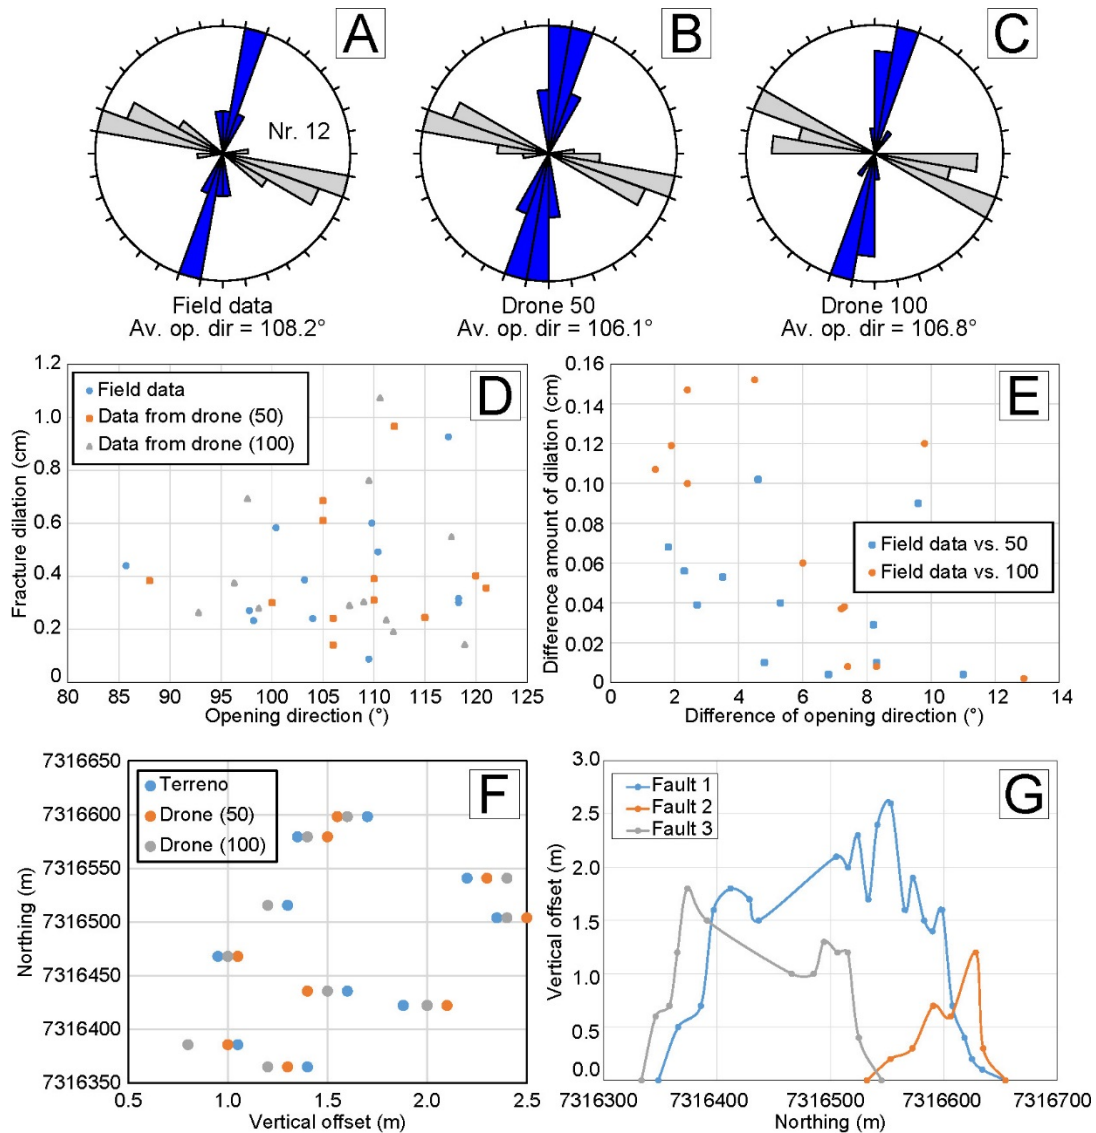 A
B
C
Nr. 12
Field data
Av. op. dir = 108.2°
Drone 50
Av. op. dir = 106.1°
Drone 100
Av. op. dir = 106.8°
D
Fracture dilation (cm)
1.2
1.0
0.8
0.6
0.4
0.2
0
Field data
Data from drone (50)
Data from drone (100)
80 85 90 95 100 105 110 115 120 125
Opening direction (°)
E
Difference amount of dilation (cm)
0.16
0.14
0.12
0.10
0.08
0.06
0.04
0.02
0
Field data vs. 50
Field data vs. 100
0 2 4 6 8 10 12 14
Difference of opening direction (°)
F
Northing (m)
7316650
7316600
7316550
7316500
7316450
7316400
7316350
Terreno
Drone (50)
Drone (100)
0.5 1.0 1.5 2.0 2.5
Vertical offset (m)
G
Vertical offset (m)
3.0
2.5
2.0
1.5
1.0
0.5
0.0
Fault 1
Fault 2
Fault 3
7316300 7316400 7316500 7316600 7316700
Northing (m)